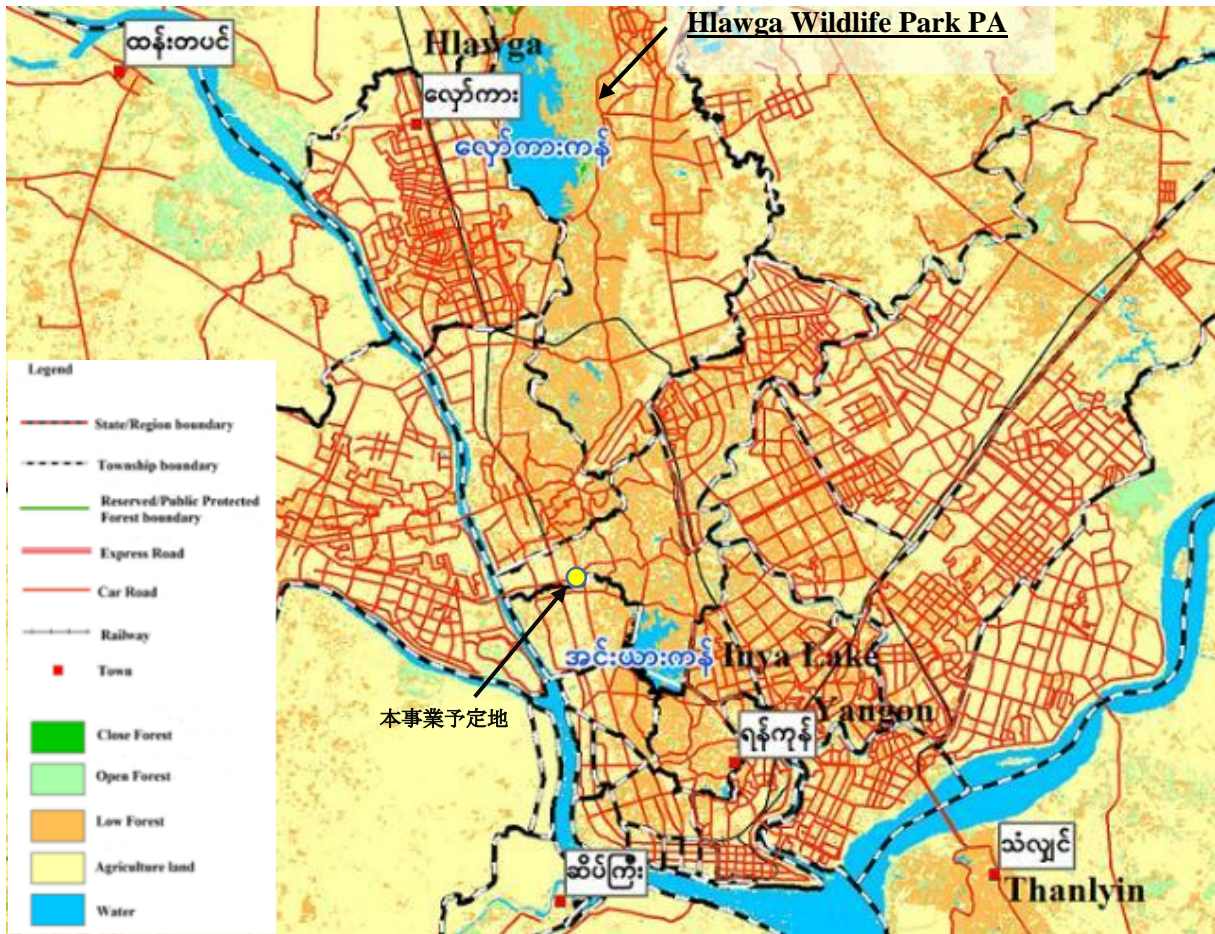 Hlawga Wildlife Park PA
ထန်းတပင်
Hlawga
လှော်ကား
လှော်ကားကန်
Legend
State/Region boundary
Township boundary
Reserved/Public Protected
Forest boundary
Express Road
Car Road
Railway
Town
Close Forest
Open Forest
Low Forest
Agriculture land
Water
本事業予定地
အင်းယားကန်
Inya Lake
Yangon
ရန်ကုန်
ဆိပ်ကြီး
သံလျှင်
Thanlyin